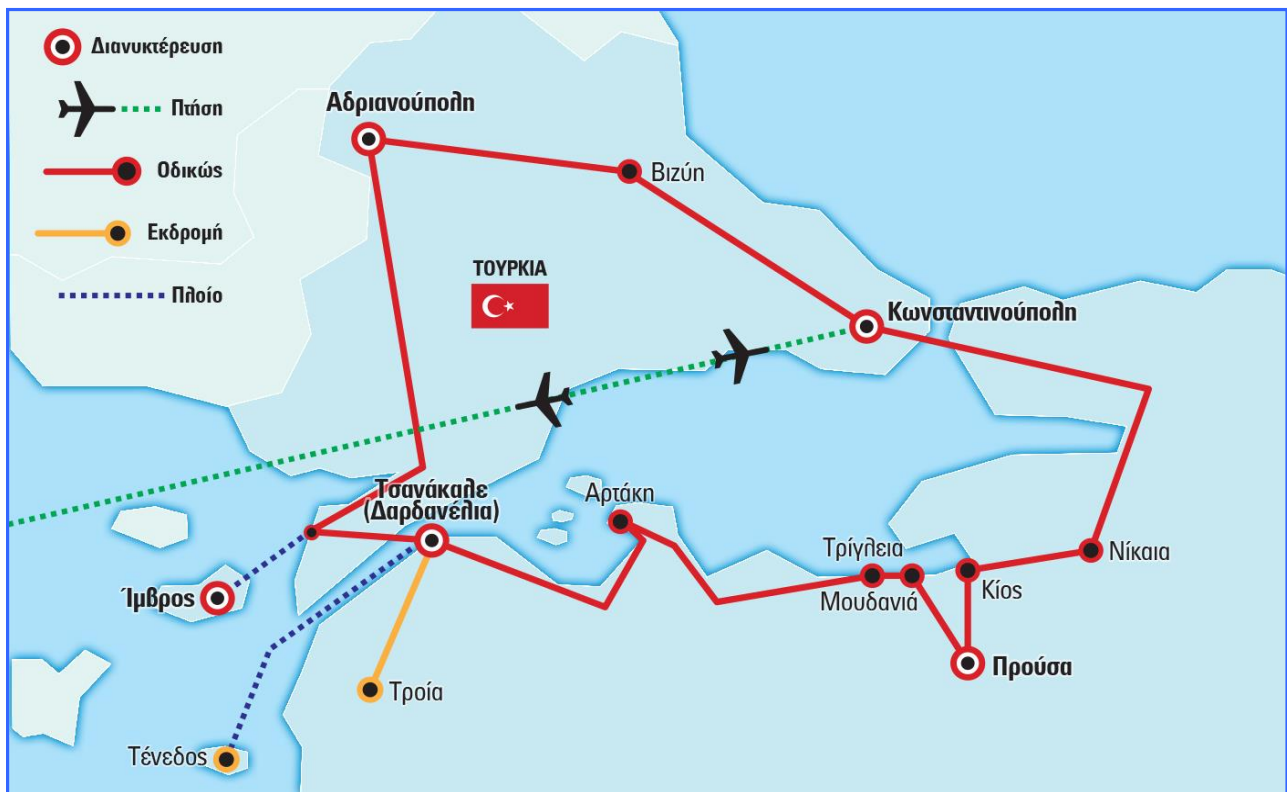 Διανυκτέρευση
Πτήση
Οδικώς
Εκδρομή
Πλοίο
Αδριανούπολη
Βιζύη
ΤΟΥΡΚΙΑ
Κωνσταντινούπολη
Τσανάκαλε
(Δαρδανέλια)
Αρτάκη
Τρίγλεια
Μουδανιά
Κίος
Νίκαια
Προύσα
Ίμβρος
Τροία
Τένεδος